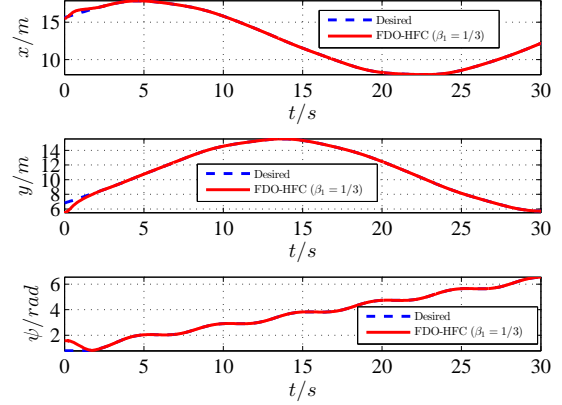 15
10
x/m
Desired
FDO-HFC (β₁ = 1/3)
0 5 10 15 20 25 30
t/s
14
12
10
8
6
y/m
Desired
FDO-HFC (β₁ = 1/3)
0 5 10 15 20 25 30
t/s
6
4
2
ψ/rad
Desired
FDO-HFC (β₁ = 1/3)
0 5 10 15 20 25 30
t/s